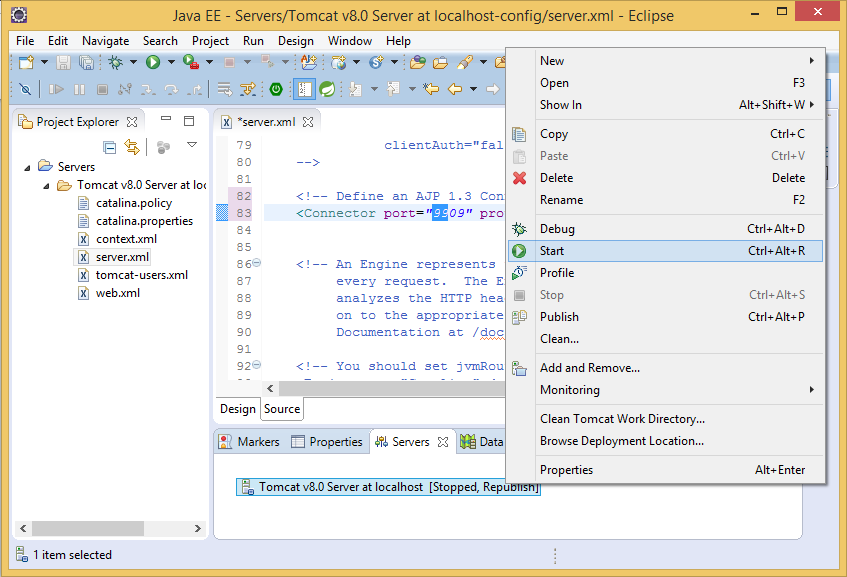 Java EE - Servers/Tomcat v8.0 Server at localhost-config/server.xml - Eclipse
File Edit Navigate Search Project Run Design Window Help
Project Explorer
Servers
Tomcat v8.0 Server at loc
catalina.policy
catalina.properties
context.xml
server.xml
tomcat-users.xml
web.xml
*server.xml
79 clientAuth="fal
80 -->
81
82 <!-- Define an AJP 1.3 Con
83 <Connector port="9909" pro
84
85
86 <!-- An Engine represents
87 every request. The E
88 analyzes the HTTP hea
89 on to the appropriate
90 Documentation at /doc
91
92 <!-- You should set jvmRou
Design Source
Markers Properties Servers Data
Tomcat v8.0 Server at localhost [Stopped, Republish]
1 item selected
New
Open F3
Show In Alt+Shift+W
Copy Ctrl+C
Paste Ctrl+V
Delete Delete
Rename F2
Debug Ctrl+Alt+D
Start Ctrl+Alt+R
Profile
Stop Ctrl+Alt+S
Publish Ctrl+Alt+P
Clean...
Add and Remove...
Monitoring
Clean Tomcat Work Directory...
Browse Deployment Location...
Properties Alt+Enter